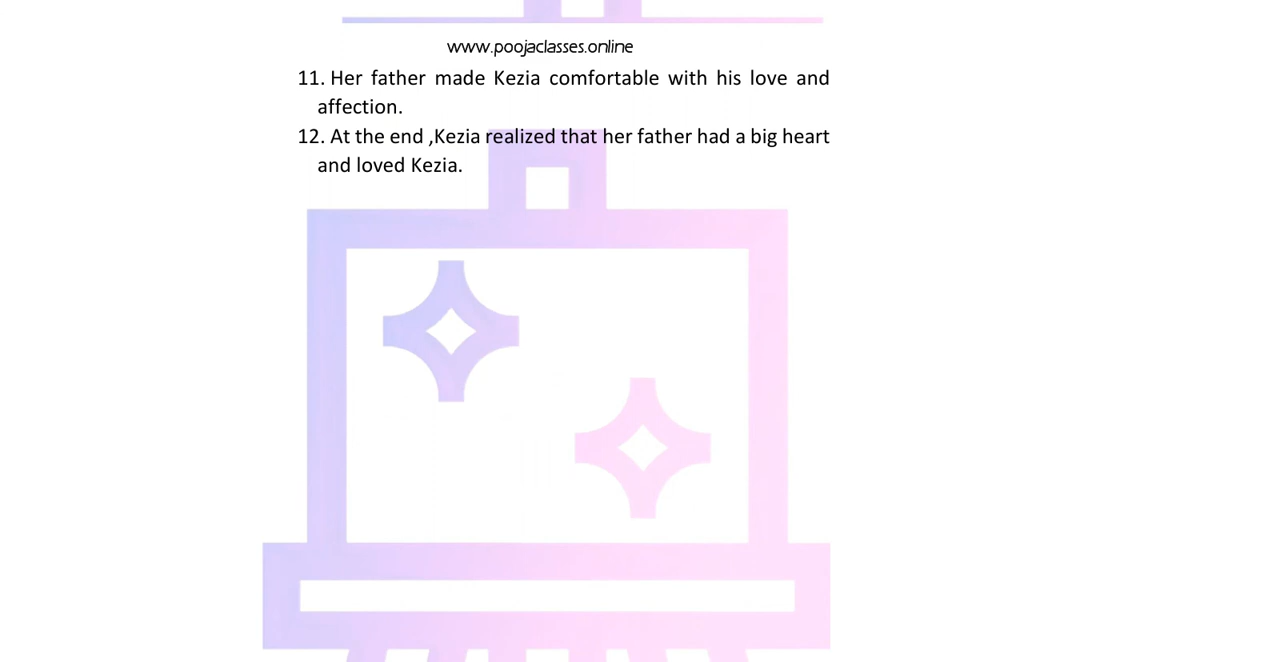 www.poojaclasses.online
11. Her father made Kezia comfortable with his love and
affection.
12. At the end ,Kezia realized that her father had a big heart
and loved Kezia.